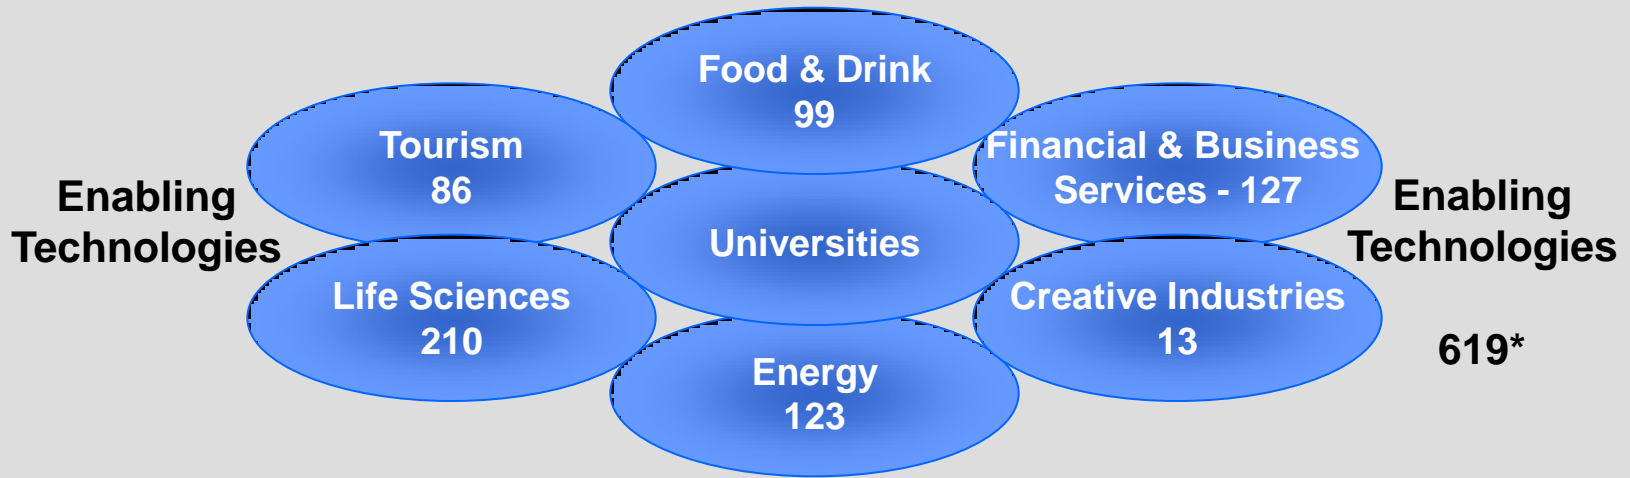 Food & Drink
99
Tourism
86
Financial & Business
Services - 127
Enabling
Technologies
Universities
Enabling
Technologies
Life Sciences
210
Creative Industries
13
619*
Energy
123